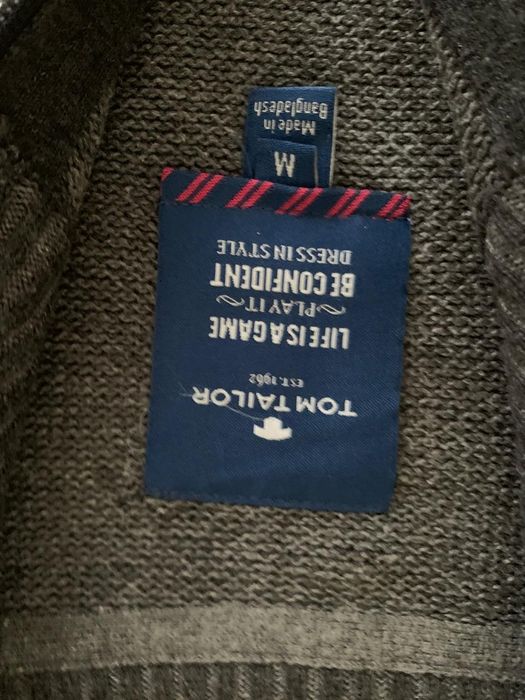 TOM TAILOR
EST. 1962
LIFE IS A GAME
PLAY IT
BE CONFIDENT
DRESS IN STYLE
M
Made in
Bangladesh